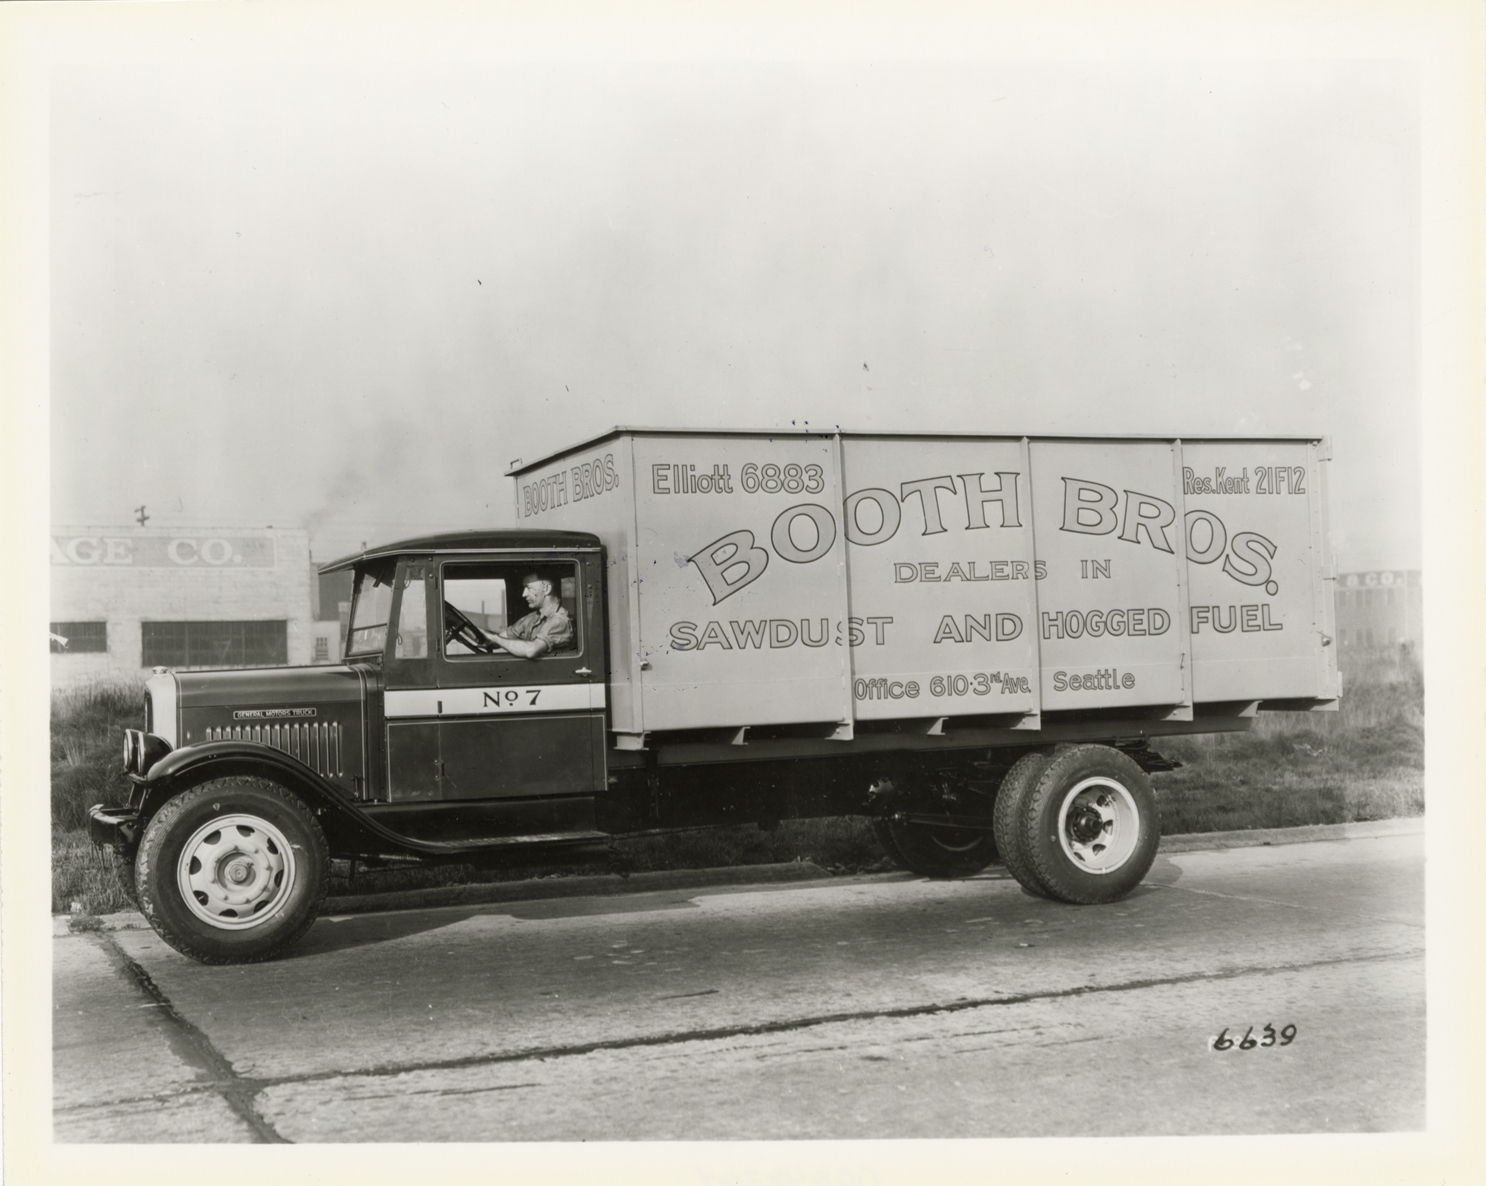 AGE CO.
BOOTH BROS.
Elliott 6883
Res. Kent 21F12
BOOTH BROS.
DEALERS IN
SAWDUST AND HOGGED FUEL
Office 610·3rd Ave. Seattle
No. 7
GENERAL MOTORS TRUCK
& CO.
6639